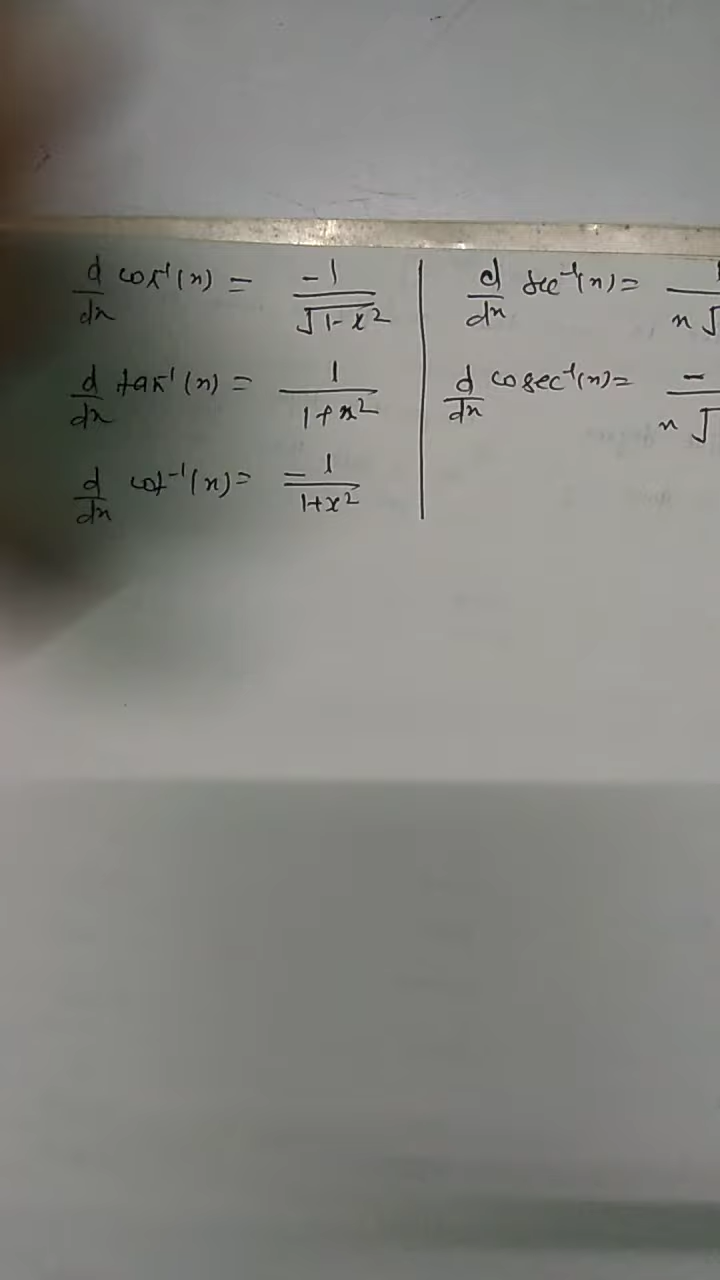 d/dx cos⁻¹(x) = -1/√1-x²
d/dx tan⁻¹(x) = 1/1+x²
d/dx cot⁻¹(x) = -1/1+x²
d/dx sec⁻¹(x) = 1/x√
d/dx cosec⁻¹(x) = -/x√